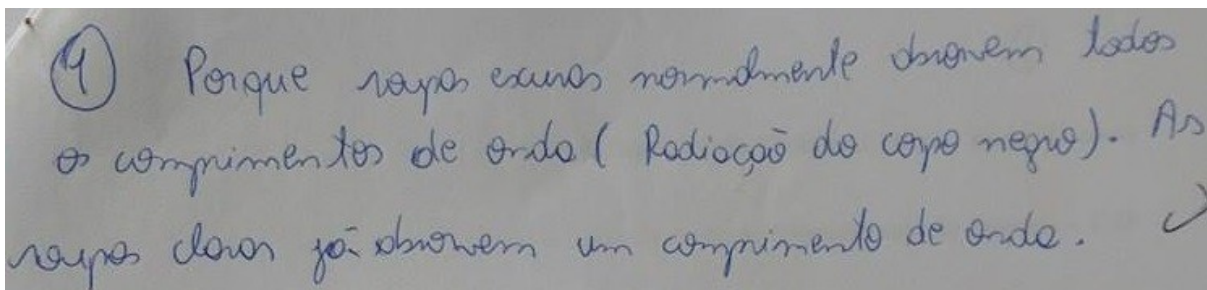 1 Porque roupas escuras normalmente absorvem todos
os comprimentos de onda ( Radiação do corpo negro). As
roupas claras já absorvem um comprimento de onda.